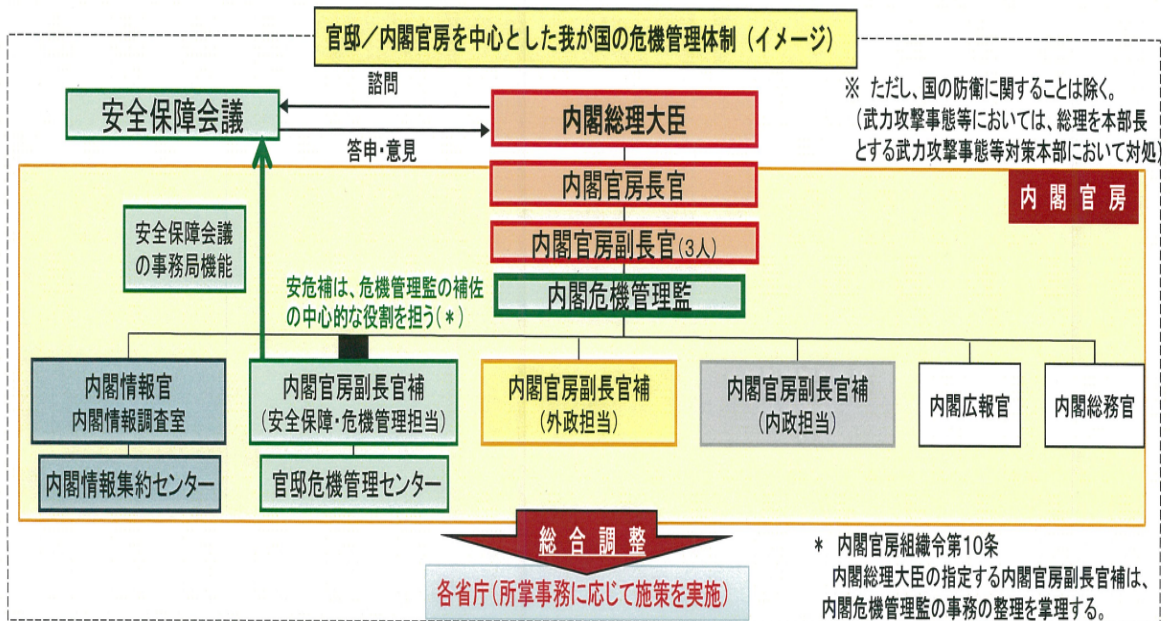 官邸／内閣官房を中心とした我が国の危機管理体制（イメージ）
安全保障会議
諮問
答申・意見
内閣総理大臣
※ ただし、国の防衛に関することは除く。
(武力攻撃事態等においては、総理を本部長
とする武力攻撃事態等対策本部において対処)
内閣官房
内閣官房長官
内閣官房副長官(3人)
内閣危機管理監
安全保障会議
の事務局機能
安危補は、危機管理監の補佐
の中心的な役割を担う(＊)
内閣情報官
内閣情報調査室
内閣官房副長官補
(安全保障・危機管理担当)
内閣官房副長官補
(外政担当)
内閣官房副長官補
(内政担当)
内閣広報官
内閣総務官
内閣情報集約センター
官邸危機管理センター
総合調整
各省庁(所掌事務に応じて施策を実施)
＊ 内閣官房組織令第10条
内閣総理大臣の指定する内閣官房副長官補は、
内閣危機管理監の事務の整理を掌理する。